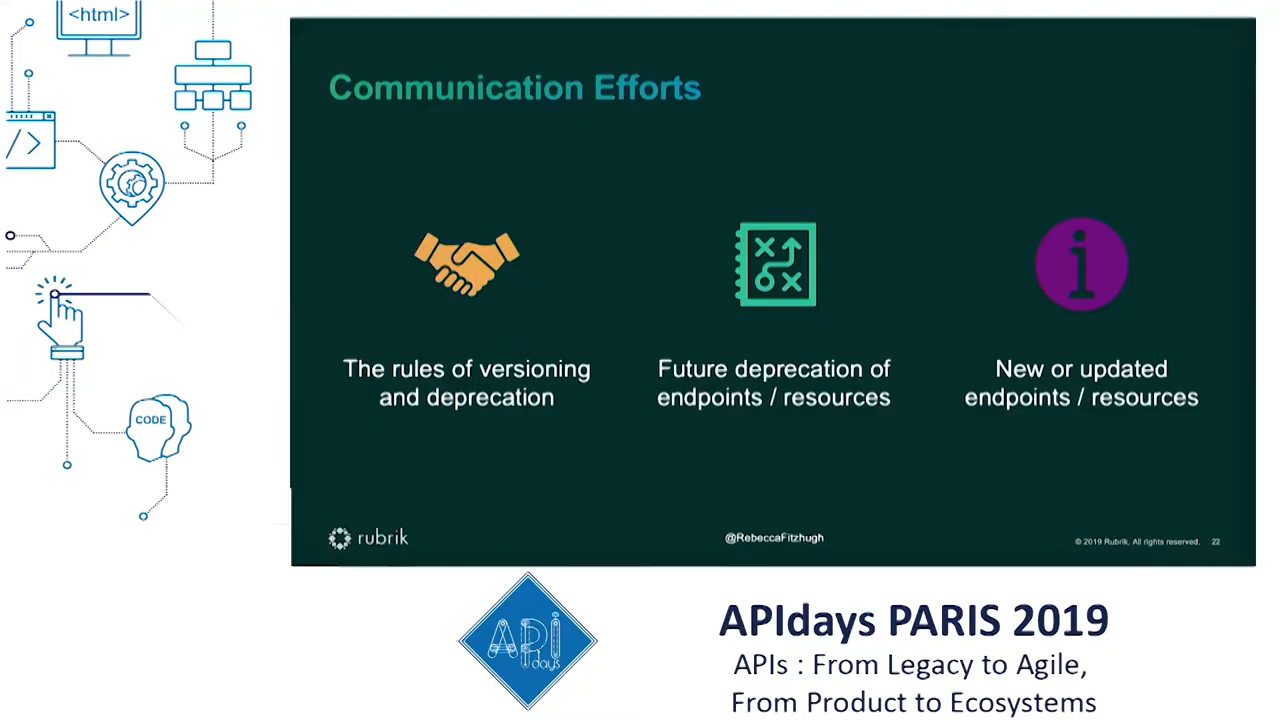 <html>
</>
CODE
Communication Efforts
The rules of versioning
and deprecation
Future deprecation of
endpoints / resources
New or updated
endpoints / resources
rubrik
@RebeccaFitzhugh
© 2019 Rubrik. All rights reserved. 22
API
days
APIdays PARIS 2019
APIs : From Legacy to Agile,
From Product to Ecosystems